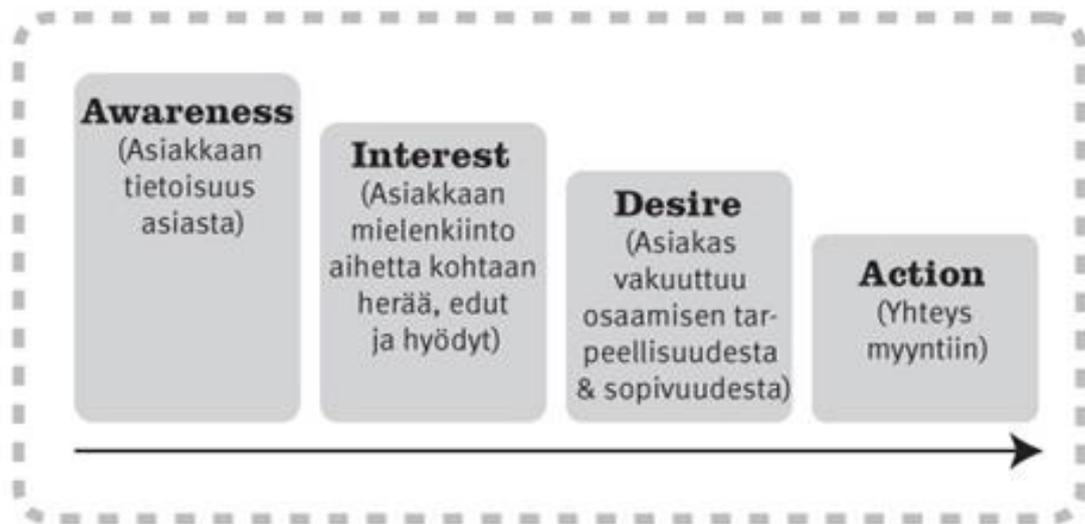 Awareness
(Asiakkaan
tietoisuus
asiasta)
Interest
(Asiakkaan
mielenkiinto
aihetta kohtaan
herää, edut
ja hyödyt)
Desire
(Asiakas
vakuuttuu
osaamisen tar-
peellisuudesta
& sopivuudesta)
Action
(Yhteys
myyntiin)